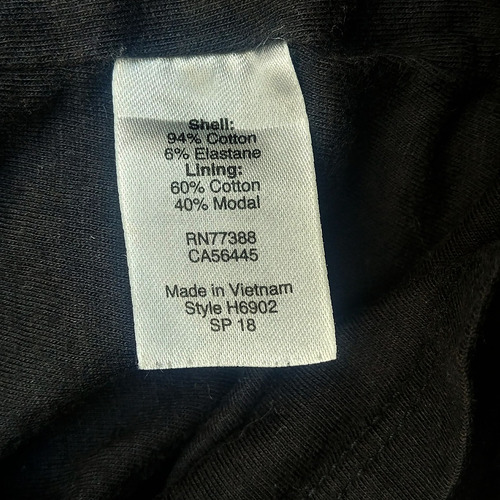 Shell:
94% Cotton
6% Elastane
Lining:
60% Cotton
40% Modal
RN77388
CA56445
Made in Vietnam
Style H6902
SP 18